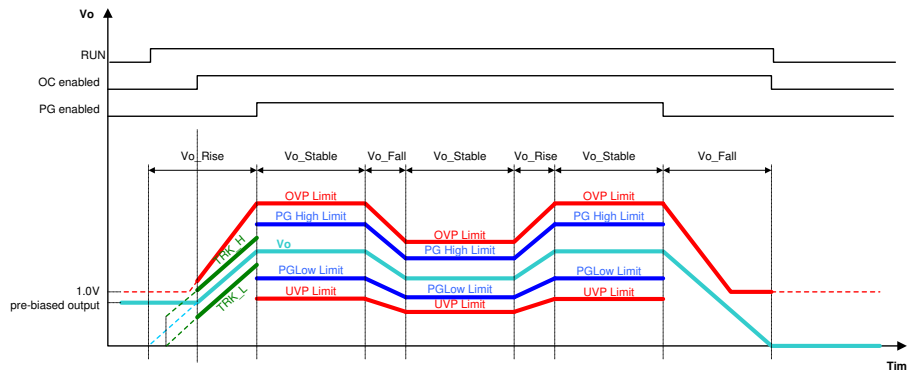 Vo
RUN
OC enabled
PG enabled
Vo_Rise
Vo_Stable
Vo_Fall
Vo_Stable
Vo_Rise
Vo_Stable
Vo_Fall
OVP Limit
OVP Limit
OVP Limit
PG High Limit
PG High Limit
PG High Limit
TRK_H
Vo
TRK_L
PGLow Limit
PGLow Limit
PGLow Limit
UVP Limit
UVP Limit
UVP Limit
1.0V
pre-biased output
Tim